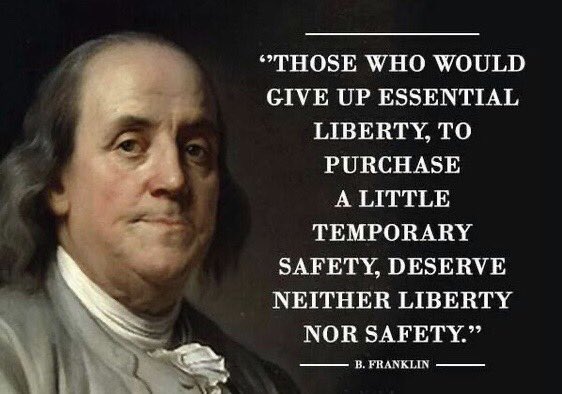 ‘’THOSE WHO WOULD
GIVE UP ESSENTIAL
LIBERTY, TO
PURCHASE
A LITTLE
TEMPORARY
SAFETY, DESERVE
NEITHER LIBERTY
NOR SAFETY.”
B. FRANKLIN